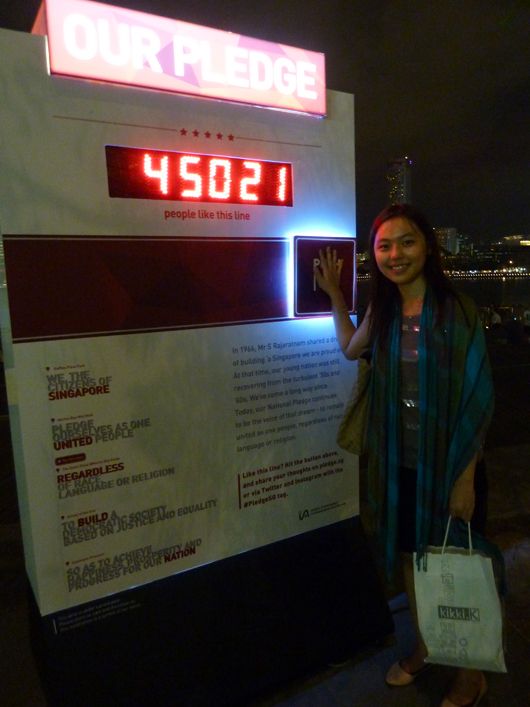 OUR PLEDGE
45021
people like this line
In 1966, Mr S Rajaratnam shared a
of building 'a Singapore we are proud
At that time, our young nation was still
recovering from the turbulent '50s and
'60s. We've come a long way since.
Today, our National Pledge continues
to be the voice of that dream - to remain
united as one people, regardless of
language or religion.
Like this line? Hit the button above,
and share your thoughts on pledge.sg
or via Twitter and Instagram with the
#PledgeSG tag.
WE THE
CITIZENS OF
SINGAPORE
PLEDGE
OURSELVES AS ONE
UNITED PEOPLE
REGARDLESS
OF RACE
LANGUAGE OR RELIGION
TO BUILD A
DEMOCRATIC SOCIETY
BASED ON JUSTICE AND EQUALITY
SO AS TO ACHIEVE
HAPPINESS PROSPERITY AND
PROGRESS FOR OUR NATION
kikki.K